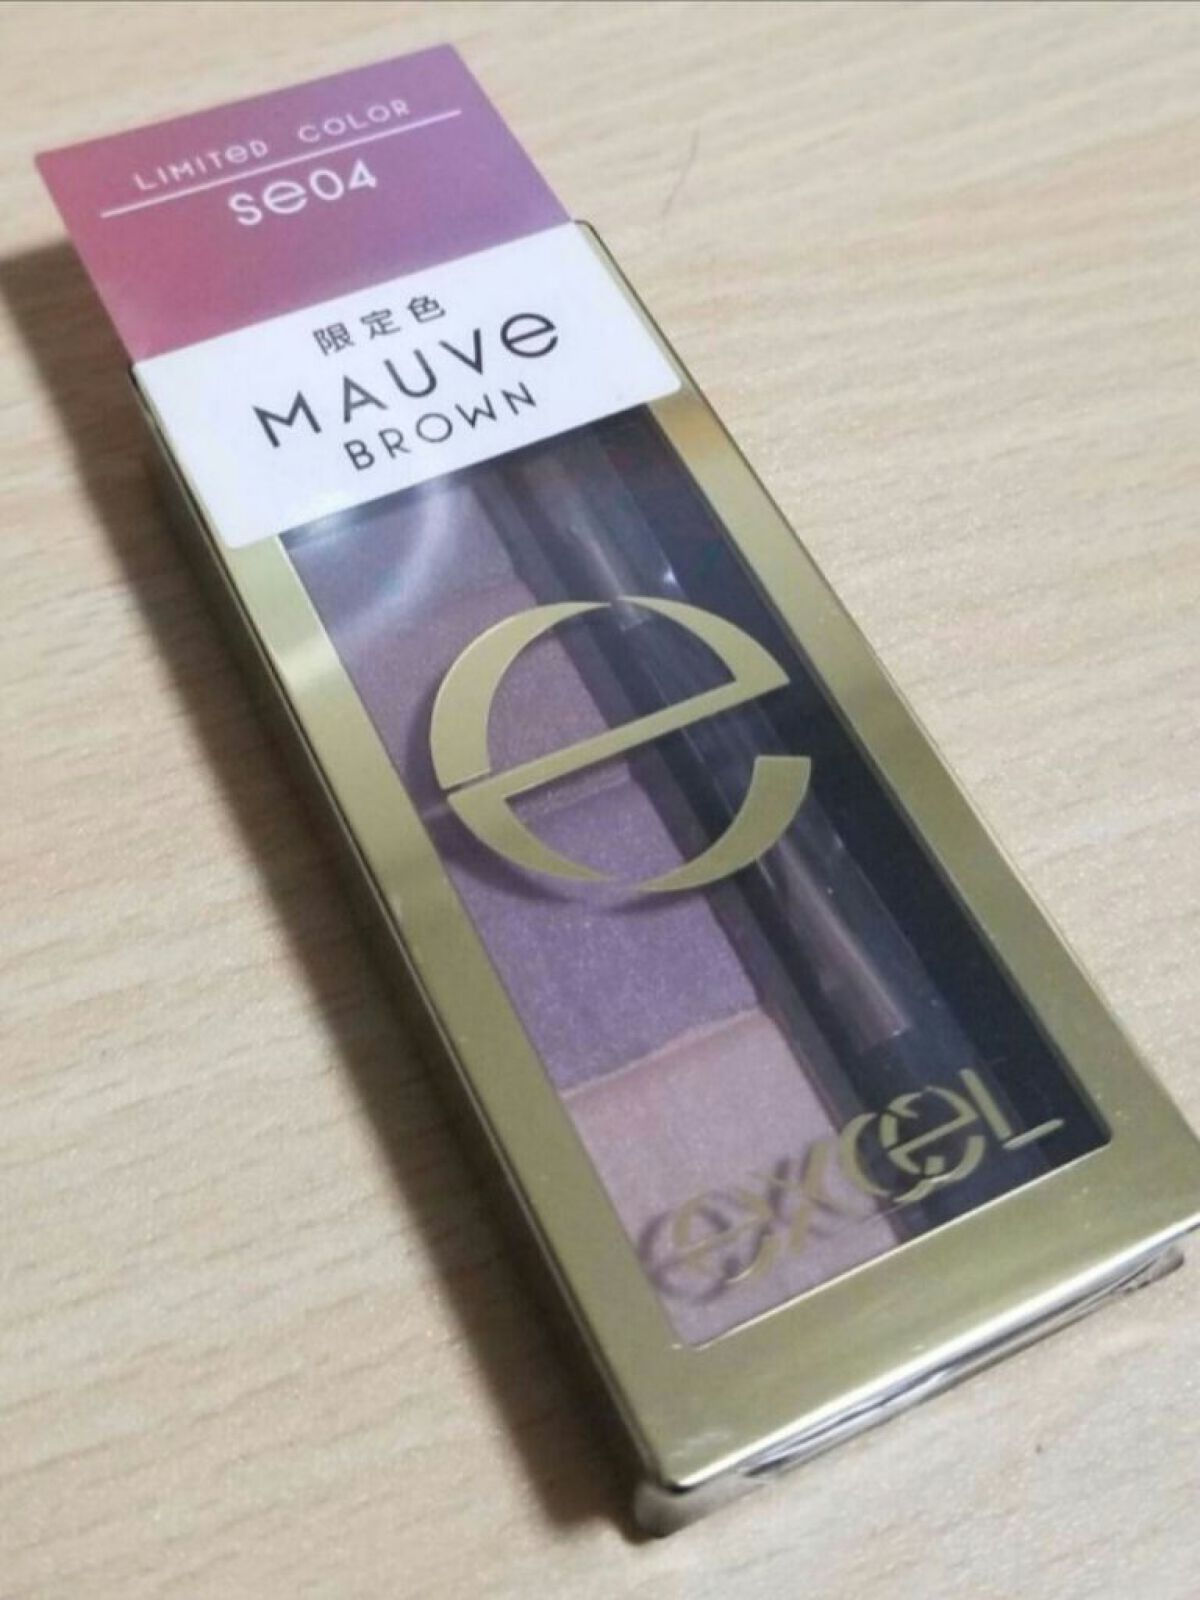 LIMITeD COLOR
se04
限定色
MAUVe
BROWN
e
excel